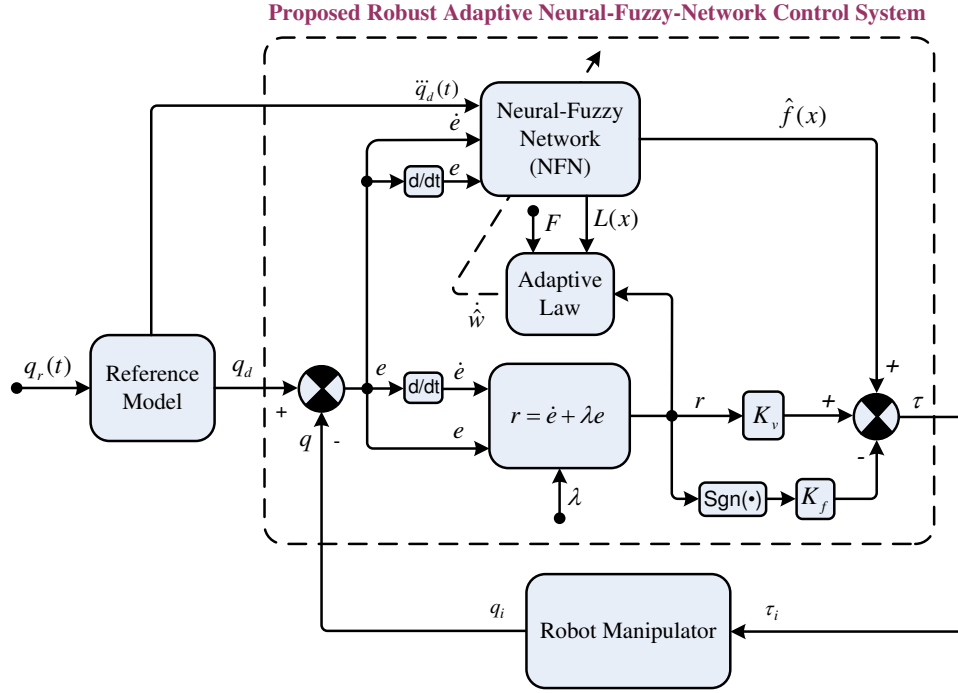 Proposed Robust Adaptive Neural-Fuzzy-Network Control System
q⃛_d(t)
ė
d/dt
e
Neural-Fuzzy
Network
(NFN)
f̂(x)
F
L(x)
Adaptive
Law
ẇ̂
q_r(t)
Reference
Model
q_d
+
q
-
e
d/dt
ė
e
r = ė + λe
λ
r
K_v
+
+
-
τ
Sgn(•)
K_f
q_i
Robot Manipulator
τ_i